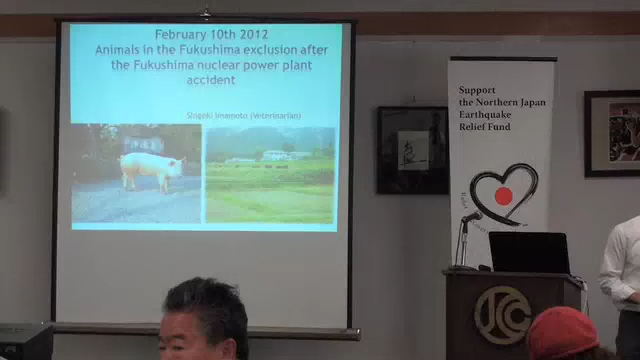 February 10th 2012
Animals in the Fukushima exclusion after
the Fukushima nuclear power plant
accident
Shigeki Imamoto (Veterinarian)
Support
the Northern Japan
Earthquake
Relief Fund